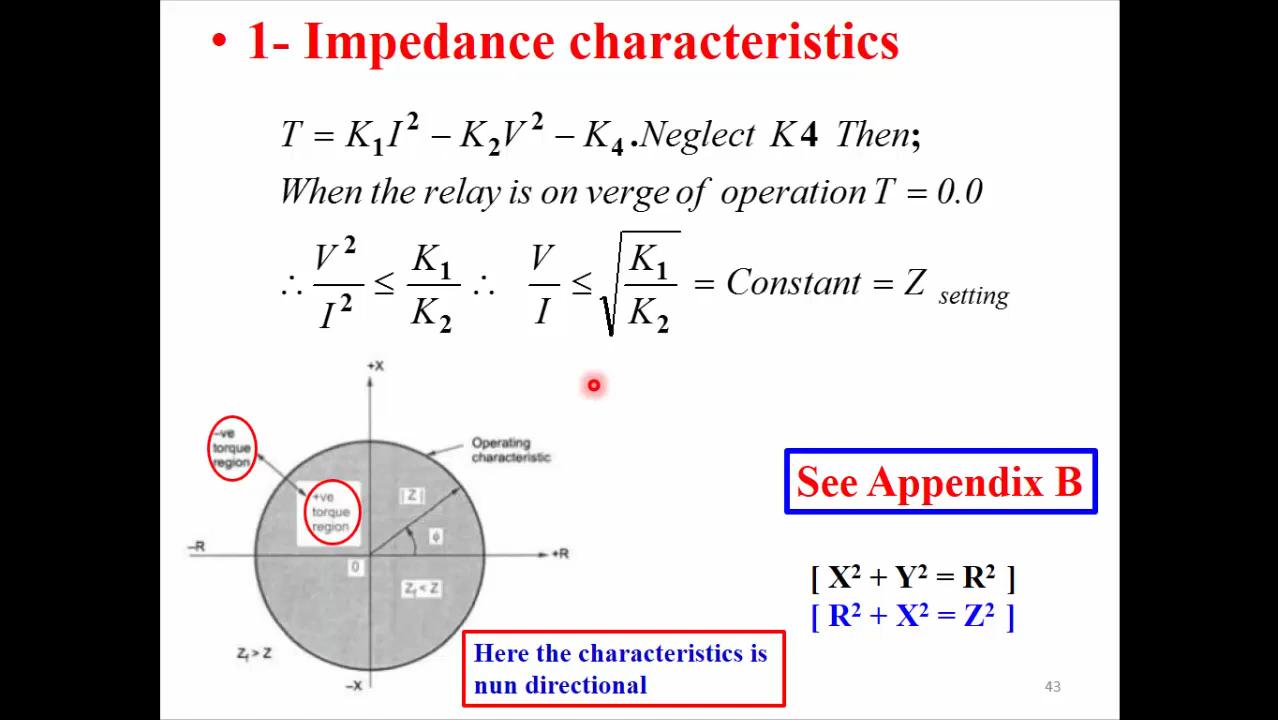 • 1- Impedance characteristics
T = K₁I² − K₂V² − K₄ .Neglect K4 Then;
When the relay is on verge of operation T = 0.0
∴ V²/I² ≤ K₁/K₂ ∴ V/I ≤ √(K₁/K₂) = Constant = Z setting
+X
–ve
torque
region
Operating
characteristic
+ve
torque
region
|Z|
ϕ
–R
+R
0
Zf < Z
Zf > Z
–X
See Appendix B
[ X² + Y² = R² ]
[ R² + X² = Z² ]
Here the characteristics is
nun directional
43